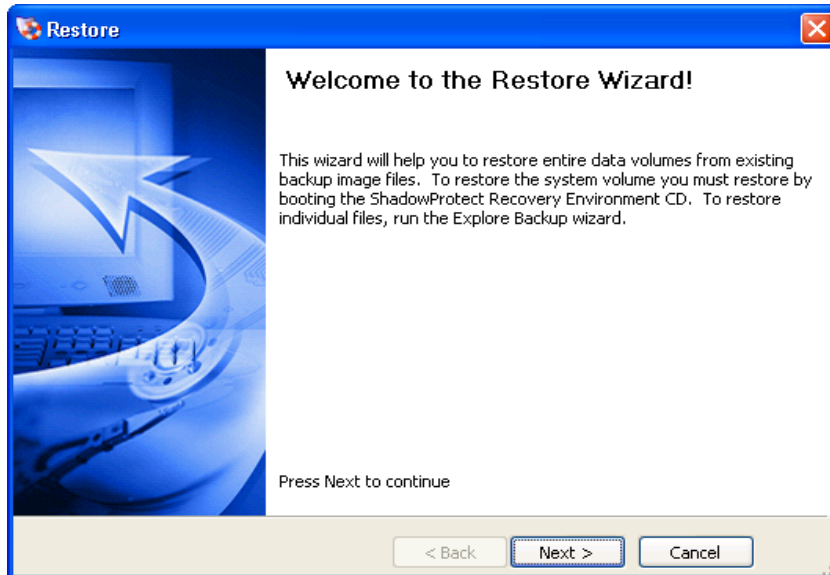 Restore
Welcome to the Restore Wizard!
This wizard will help you to restore entire data volumes from existing
backup image files.  To restore the system volume you must restore by
booting the ShadowProtect Recovery Environment CD.  To restore
individual files, run the Explore Backup wizard.
Press Next to continue
< Back
Next >
Cancel